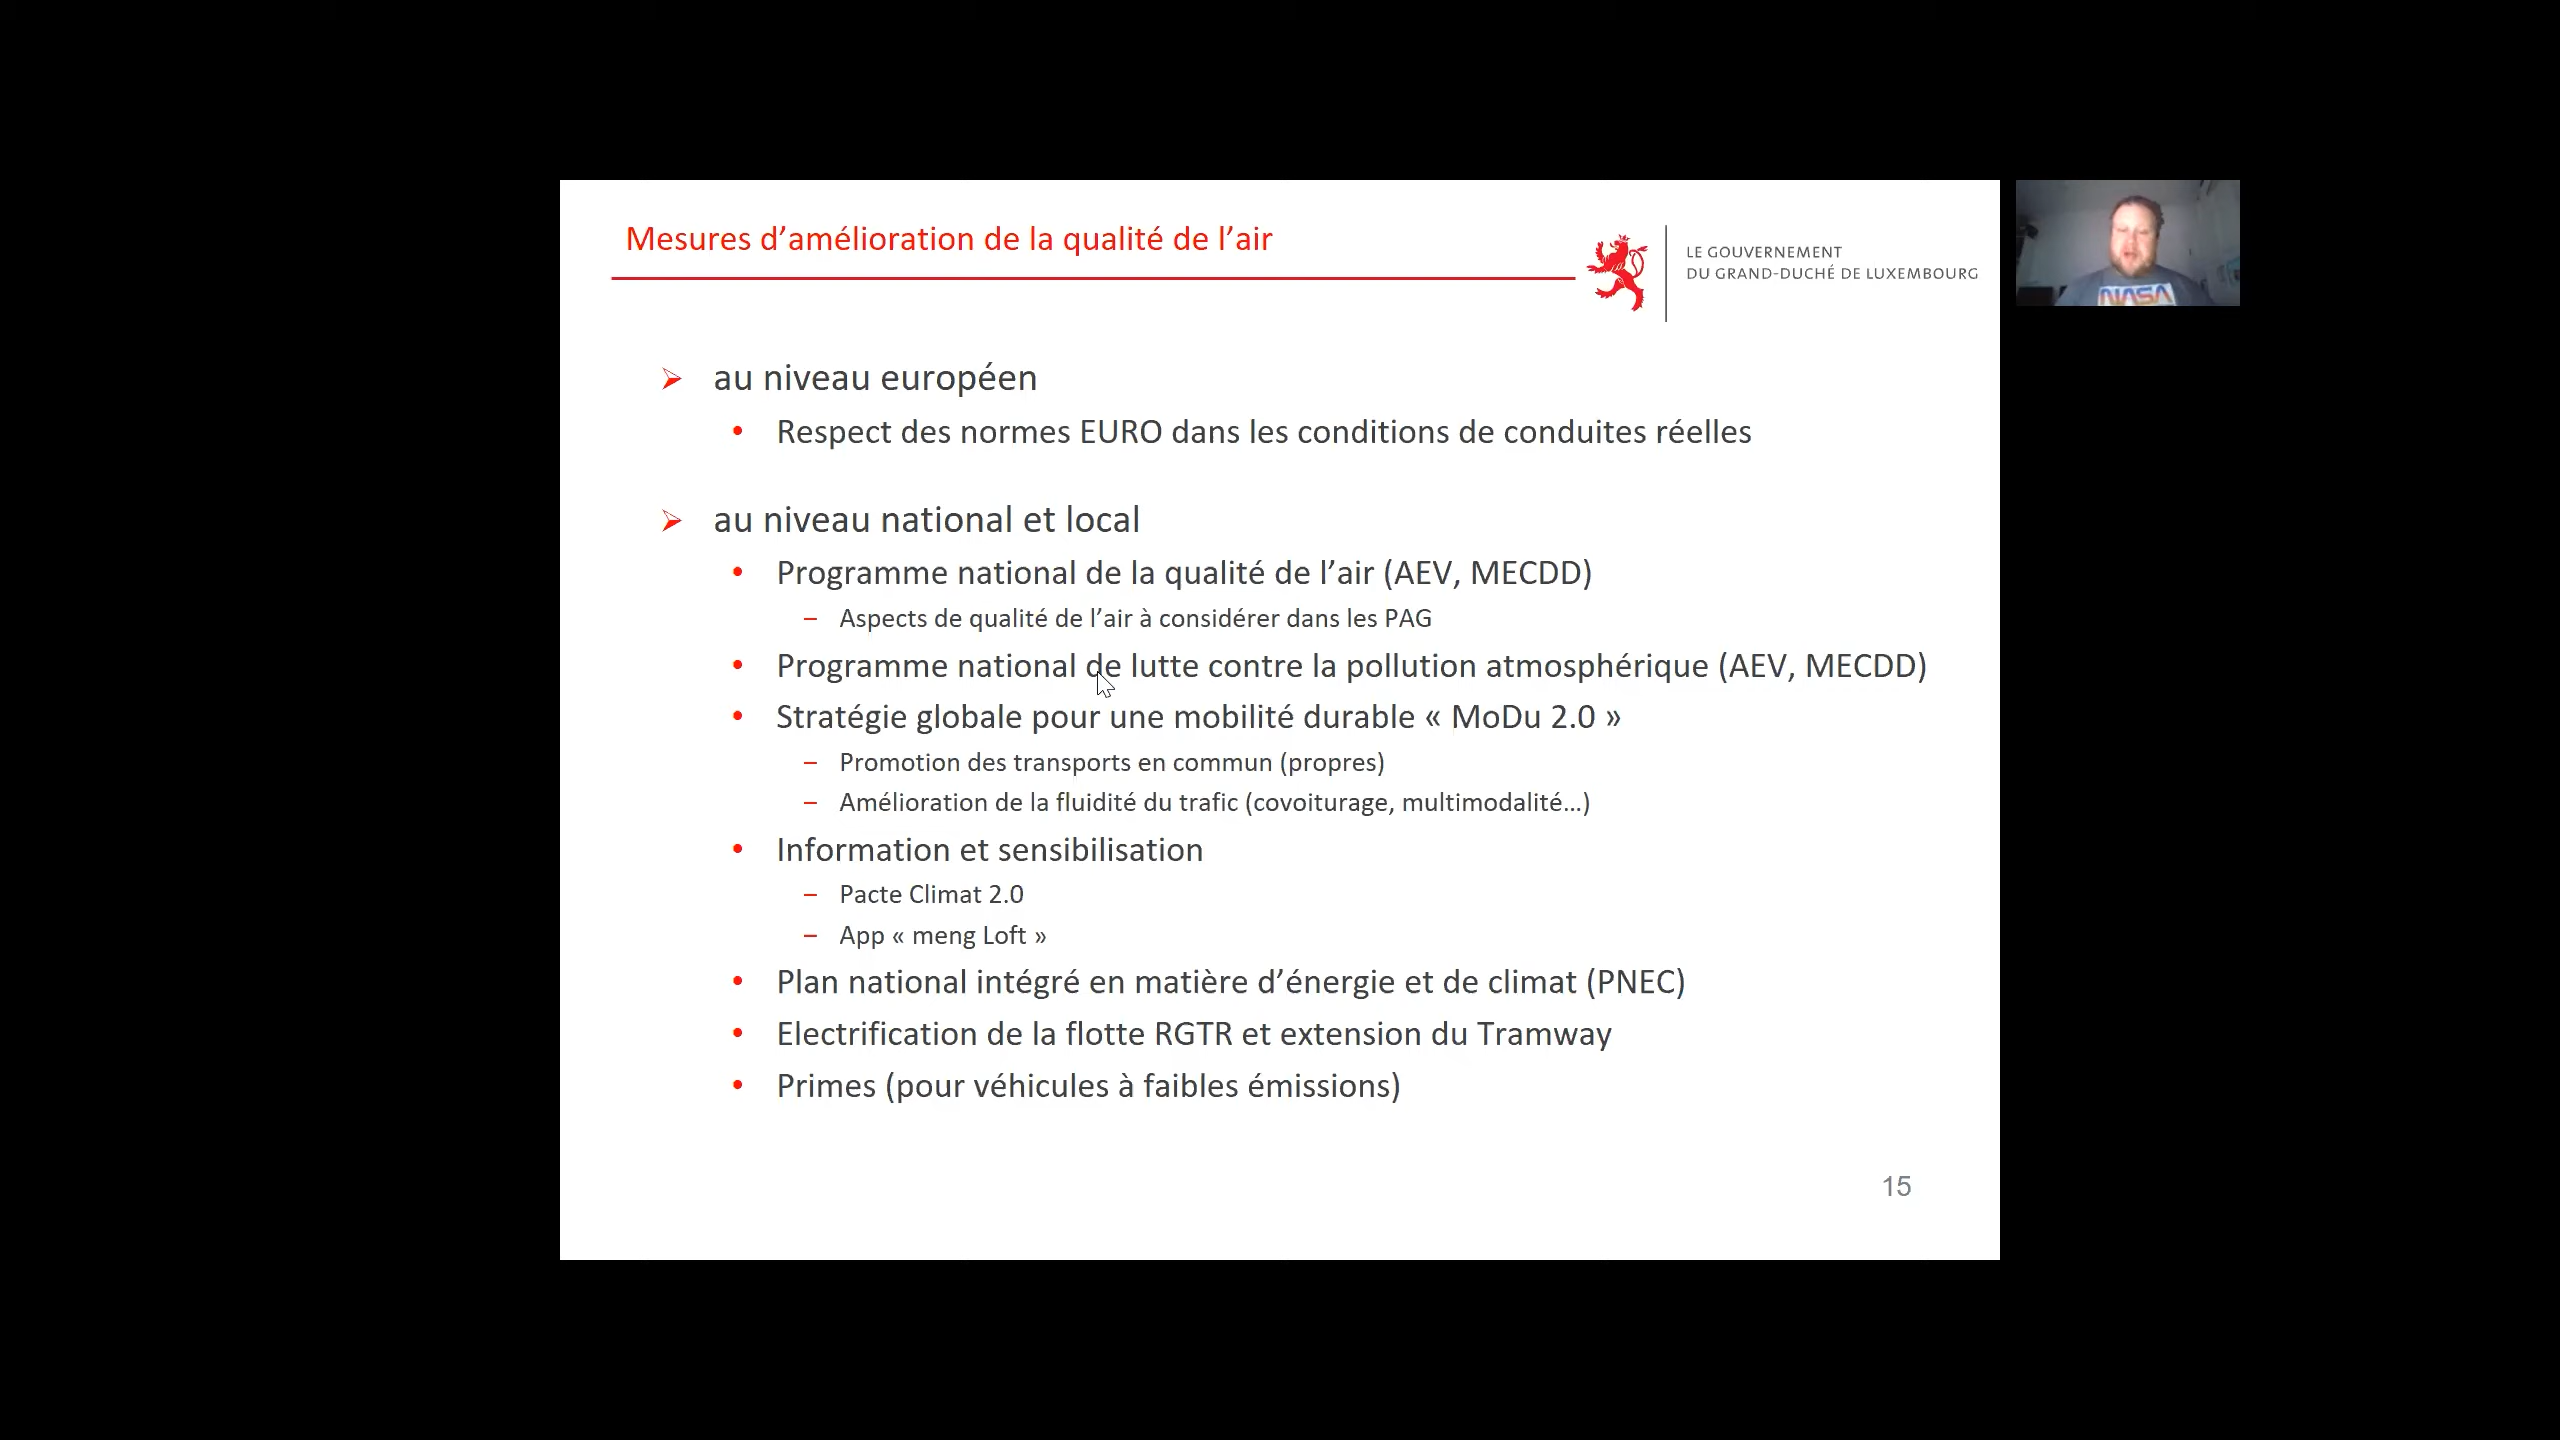 Mesures d’amélioration de la qualité de l’air
LE GOUVERNEMENT
DU GRAND-DUCHÉ DE LUXEMBOURG
NASA
➢ au niveau européen
• Respect des normes EURO dans les conditions de conduites réelles
➢ au niveau national et local
• Programme national de la qualité de l’air (AEV, MECDD)
– Aspects de qualité de l’air à considérer dans les PAG
• Programme national de lutte contre la pollution atmosphérique (AEV, MECDD)
• Stratégie globale pour une mobilité durable « MoDu 2.0 »
– Promotion des transports en commun (propres)
– Amélioration de la fluidité du trafic (covoiturage, multimodalité…)
• Information et sensibilisation
– Pacte Climat 2.0
– App « meng Loft »
• Plan national intégré en matière d’énergie et de climat (PNEC)
• Electrification de la flotte RGTR et extension du Tramway
• Primes (pour véhicules à faibles émissions)
15